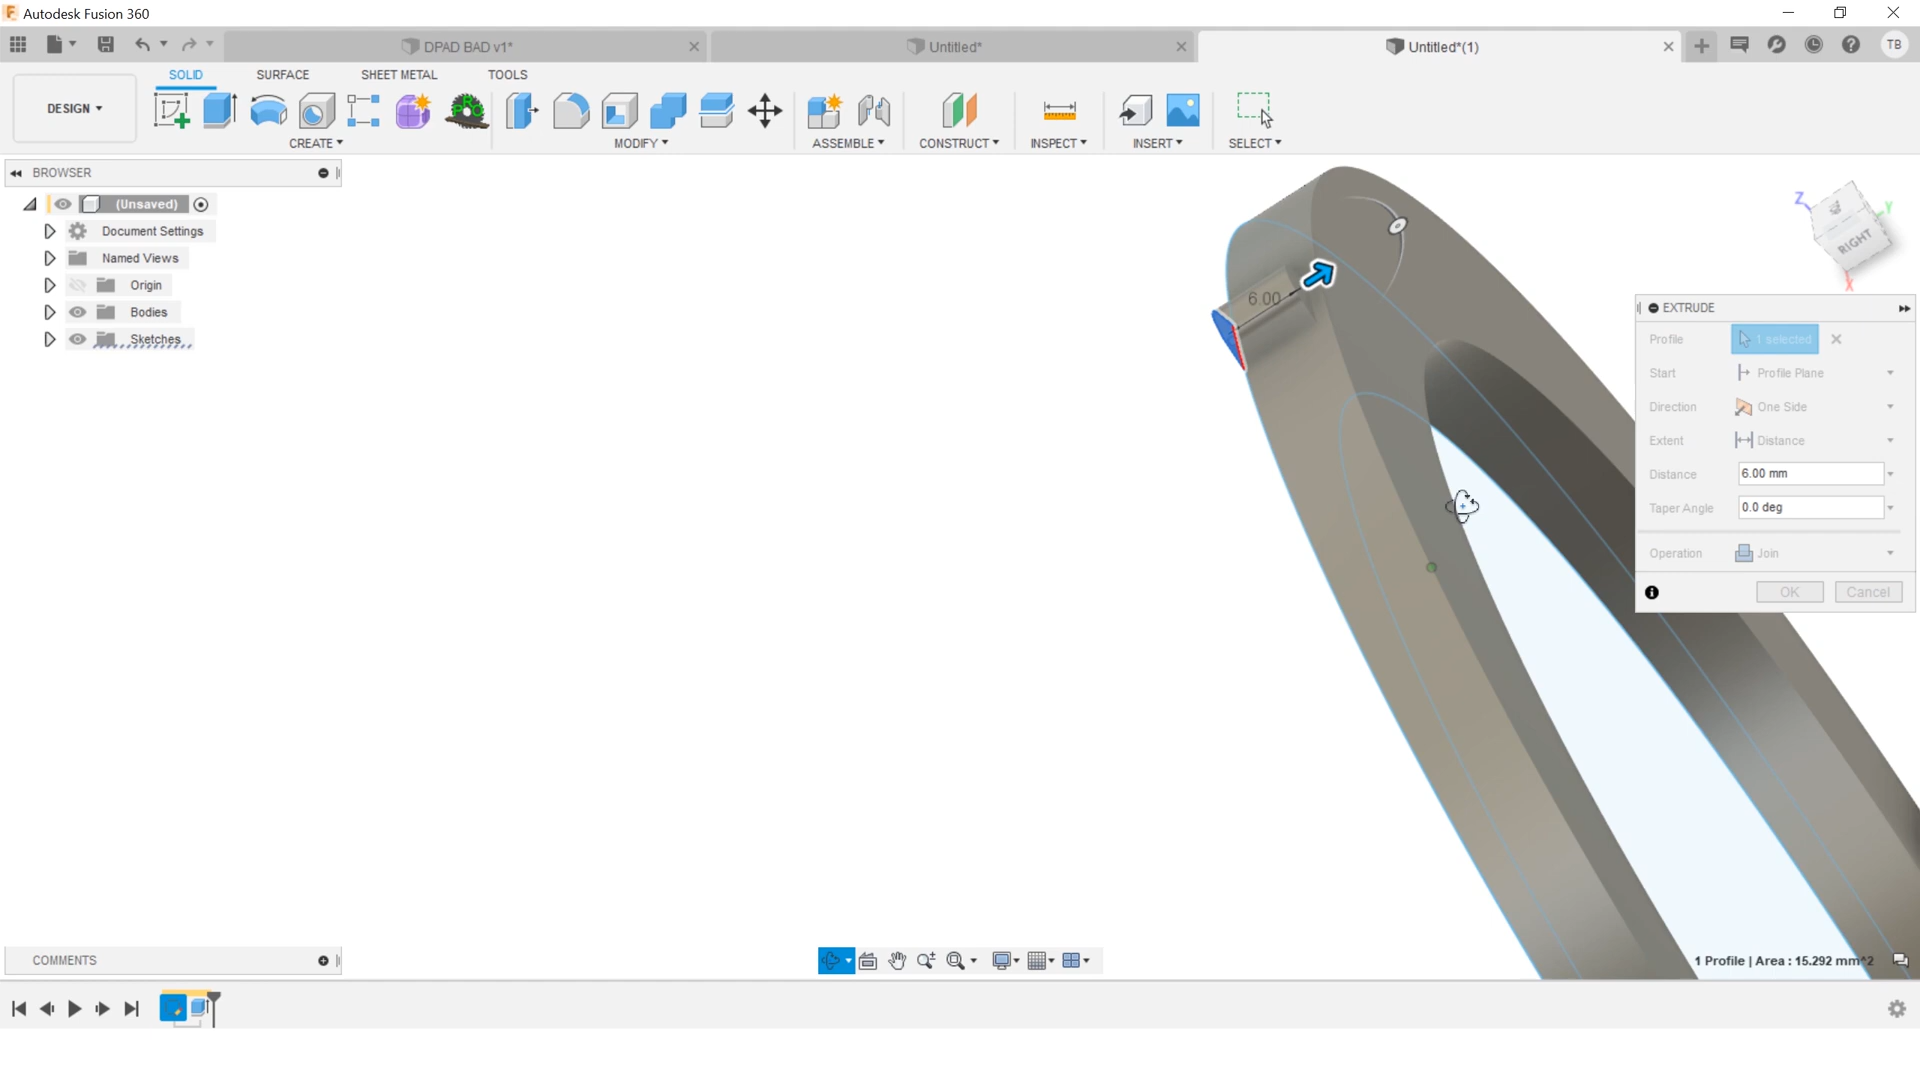 Autodesk Fusion 360
DPAD BAD v1*
Untitled*
Untitled*(1)
TB
SOLID
SURFACE
SHEET METAL
TOOLS
DESIGN
CREATE
MODIFY
ASSEMBLE
CONSTRUCT
INSPECT
INSERT
SELECT
BROWSER
(Unsaved)
Document Settings
Named Views
Origin
Bodies
Sketches
6.00
Z
Y
X
RIGHT
EXTRUDE
Profile
1 selected
Start
Profile Plane
Direction
One Side
Extent
Distance
Distance
6.00 mm
Taper Angle
0.0 deg
Operation
Join
OK
Cancel
COMMENTS
1 Profile | Area : 15.292 mm^2